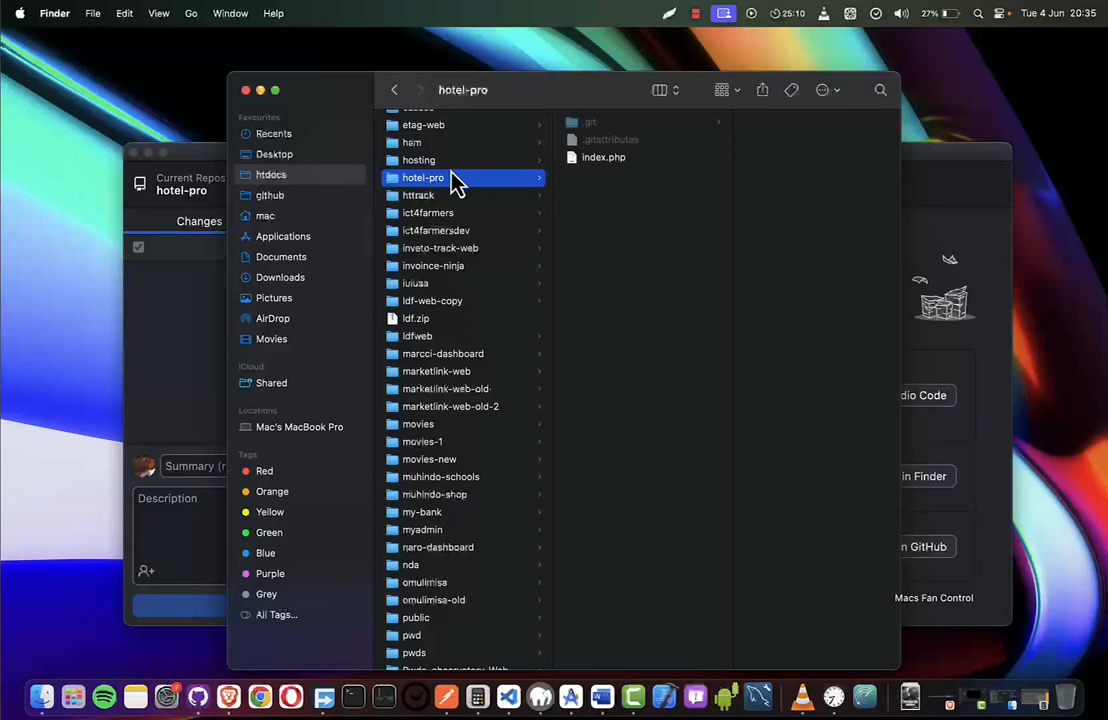 Finder File Edit View Go Window Help
25:10 27% Tue 4 Jun 20:35
hotel-pro
Favourites
Recents
Desktop
htdocs
github
mac
Applications
Documents
Downloads
Pictures
AirDrop
Movies
iCloud
Shared
Locations
Mac's MacBook Pro
Tags
Red
Orange
Yellow
Green
Blue
Purple
Grey
All Tags...
etag-web
ham
hosting
hotel-pro
httrack
ict4farmers
ict4farmersdev
inveto-track-web
invoince-ninja
iuiusa
ldf-web-copy
ldf.zip
ldfweb
marcci-dashboard
marketlink-web
marketlink-web-old-
marketlink-web-old-2
movies
movies-1
movies-new
muhindo-schools
muhindo-shop
my-bank
myadmin
naro-dashboard
nda
omulimisa
omulimisa-old
public
pwd
pwds
Pwds_observatory_Web
.git
.gitattributes
index.php
Current Repos
hotel-pro
Changes
Summary (r
Description
dio Code
in Finder
n GitHub
Macs Fan Control